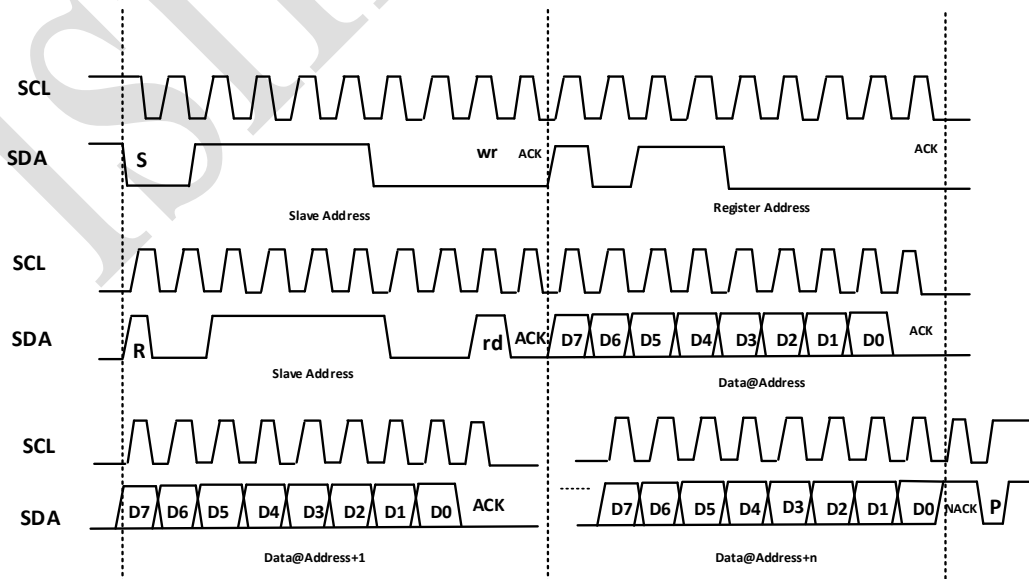 SCL
SDA S wr ACK ACK
Slave Address Register Address
SCL
SDA R rd ACK D7 D6 D5 D4 D3 D2 D1 D0 ACK
Slave Address Data@Address
SCL
SDA D7 D6 D5 D4 D3 D2 D1 D0 ACK D7 D6 D5 D4 D3 D2 D1 D0 NACK P
Data@Address+1 Data@Address+n